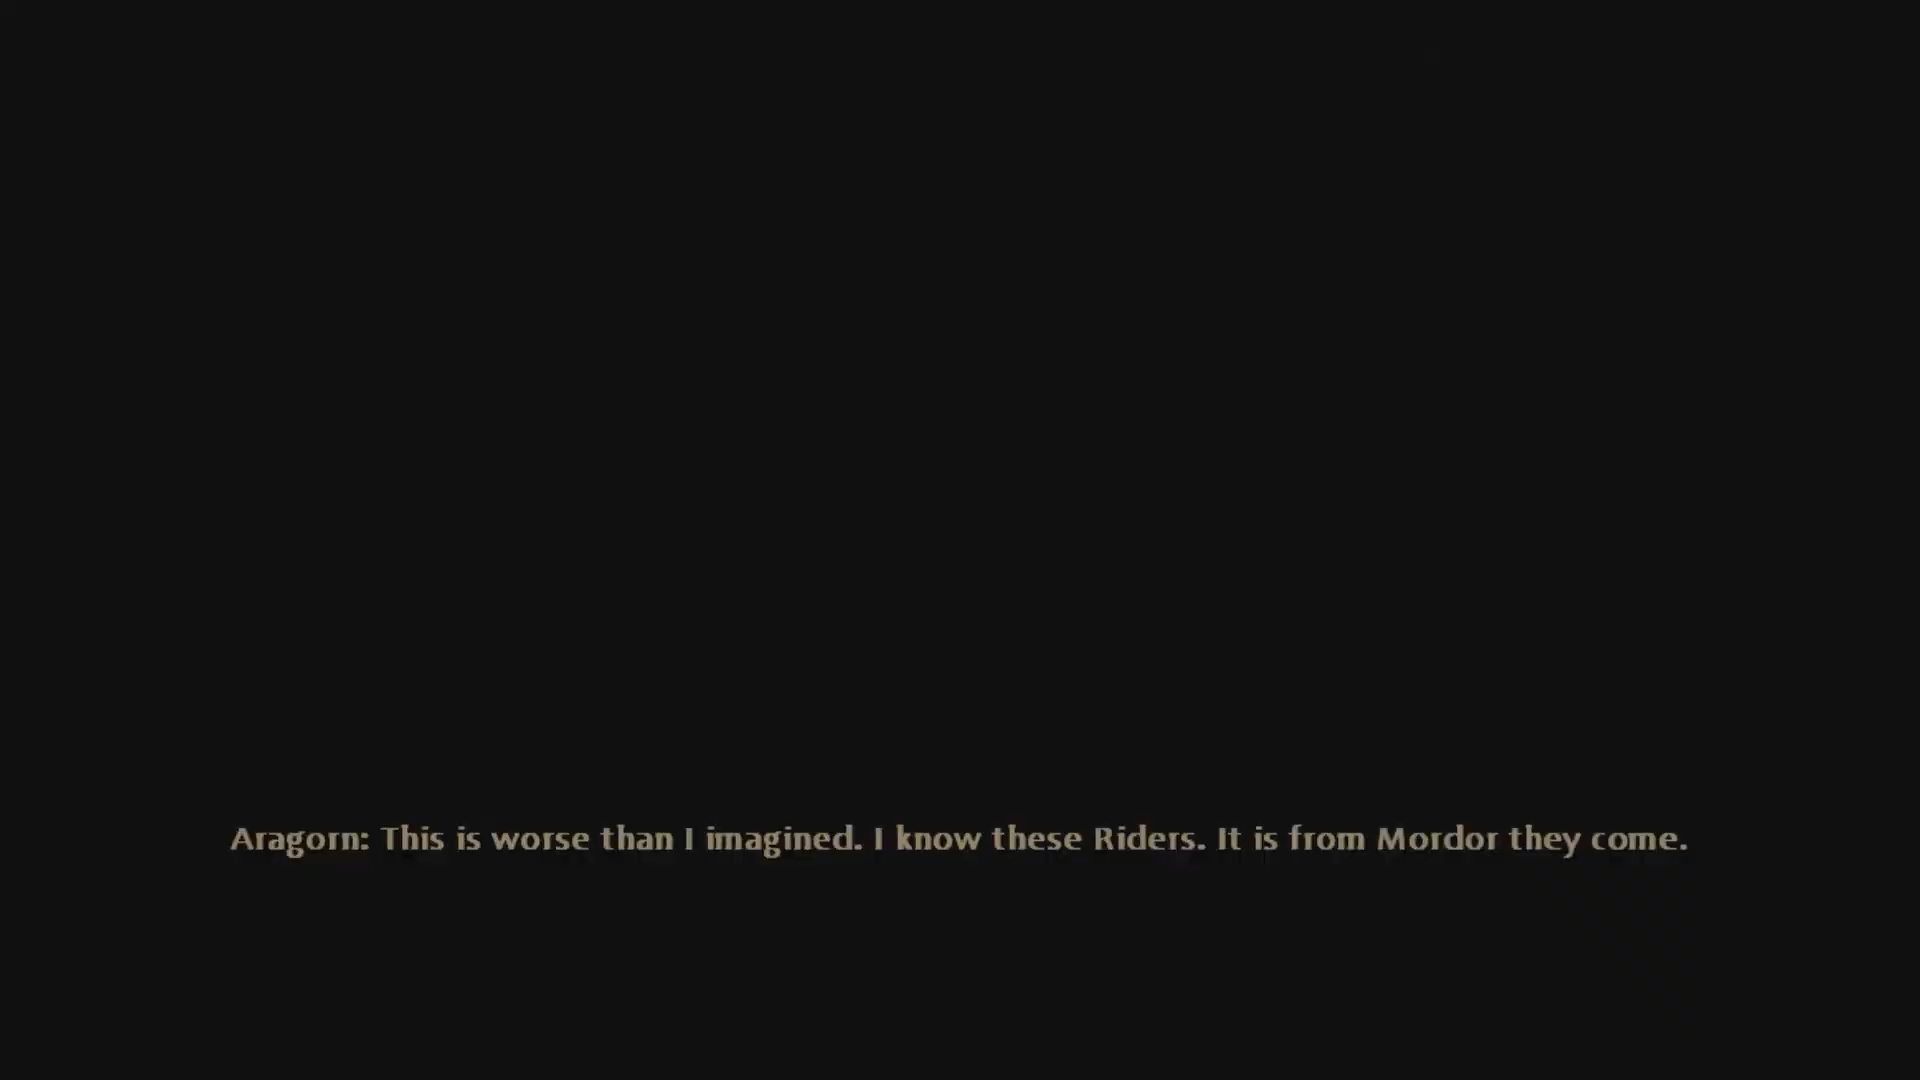 Aragorn: This is worse than I imagined. I know these Riders. It is from Mordor they come.